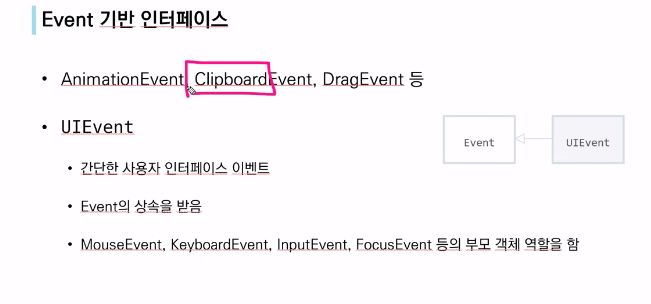 Event 기반 인터페이스
• AnimationEvent, ClipboardEvent, DragEvent 등
• UIEvent
Event UIEvent
• 간단한 사용자 인터페이스 이벤트
• Event의 상속을 받음
• MouseEvent, KeyboardEvent, InputEvent, FocusEvent 등의 부모 객체 역할을 함